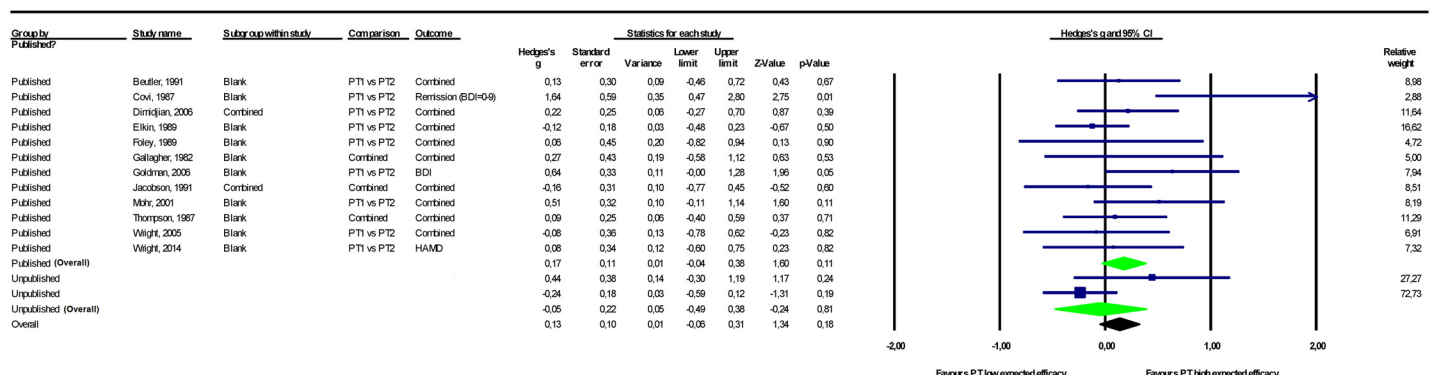 Group by Study name Subgroup within study Comparison Outcome Statistics for each study Hedges's g and 95% CI
Published?
Hedges's Standard Lower Upper Relative
g error Variance limit limit Z-Value p-Value weight
Published Beutler, 1991 Blank PT1 vs PT2 Combined 0,13 0,30 0,09 -0,46 0,72 0,43 0,67 8,98
Published Covi, 1987 Blank PT1 vs PT2 Remission (BDI=0-9) 1,64 0,59 0,35 0,47 2,80 2,75 0,01 2,88
Published Dimidjian, 2006 Combined PT1 vs PT2 Combined 0,22 0,25 0,06 -0,27 0,70 0,87 0,39 11,64
Published Elkin, 1989 Blank PT1 vs PT2 Combined -0,12 0,18 0,03 -0,48 0,23 -0,67 0,50 16,62
Published Foley, 1989 Blank PT1 vs PT2 Combined 0,06 0,45 0,20 -0,82 0,94 0,13 0,90 4,72
Published Gallagher, 1982 Blank Combined Combined 0,27 0,43 0,19 -0,58 1,12 0,63 0,53 5,00
Published Goldman, 2006 Blank PT1 vs PT2 BDI 0,64 0,33 0,11 -0,00 1,28 1,96 0,05 7,94
Published Jacobson, 1991 Combined Combined Combined -0,16 0,31 0,10 -0,77 0,45 -0,52 0,60 8,51
Published Mohr, 2001 Blank PT1 vs PT2 Combined 0,51 0,32 0,10 -0,11 1,14 1,60 0,11 8,19
Published Thompson, 1987 Blank Combined Combined 0,09 0,25 0,06 -0,40 0,59 0,37 0,71 11,29
Published Wright, 2005 Blank PT1 vs PT2 Combined -0,08 0,36 0,13 -0,78 0,62 -0,23 0,82 6,91
Published Wright, 2014 Blank PT1 vs PT2 HAMD 0,08 0,34 0,12 -0,60 0,75 0,23 0,82 7,32
Published (Overall) 0,17 0,11 0,01 -0,04 0,38 1,60 0,11
Unpublished 0,44 0,38 0,14 -0,30 1,19 1,17 0,24 27,27
Unpublished -0,24 0,18 0,03 -0,59 0,12 -1,31 0,19 72,73
Unpublished (Overall) -0,05 0,22 0,05 -0,49 0,38 -0,24 0,81
Overall 0,13 0,10 0,01 -0,06 0,31 1,34 0,18
-2,00 -1,00 0,00 1,00 2,00
Favours PT low expected efficacy Favours PT high expected efficacy